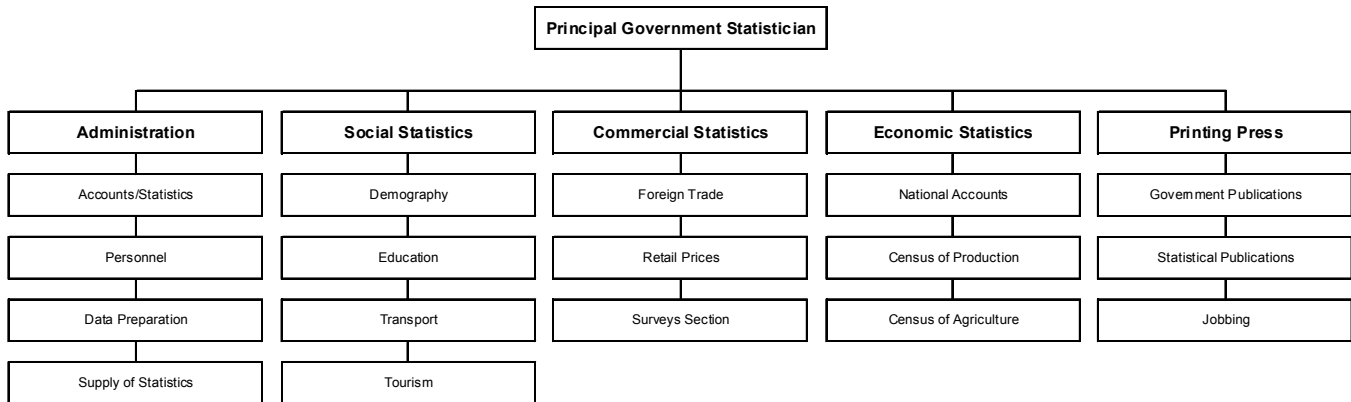 Principal Government Statistician
Administration
Social Statistics
Commercial Statistics
Economic Statistics
Printing Press
Accounts/Statistics
Demography
Foreign Trade
National Accounts
Government Publications
Personnel
Education
Retail Prices
Census of Production
Statistical Publications
Data Preparation
Transport
Surveys Section
Census of Agriculture
Jobbing
Supply of Statistics
Tourism